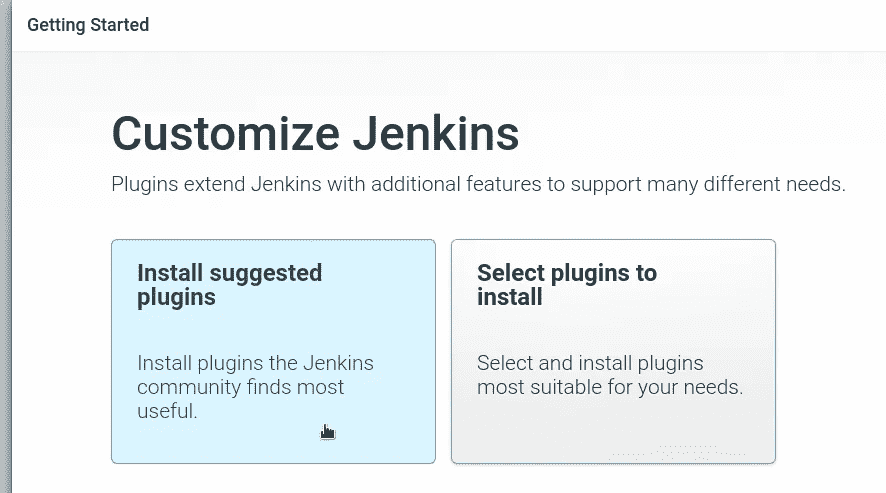 Getting Started
Customize Jenkins
Plugins extend Jenkins with additional features to support many different needs.
Install suggested
plugins
Install plugins the Jenkins
community finds most
useful.
Select plugins to
install
Select and install plugins
most suitable for your needs.